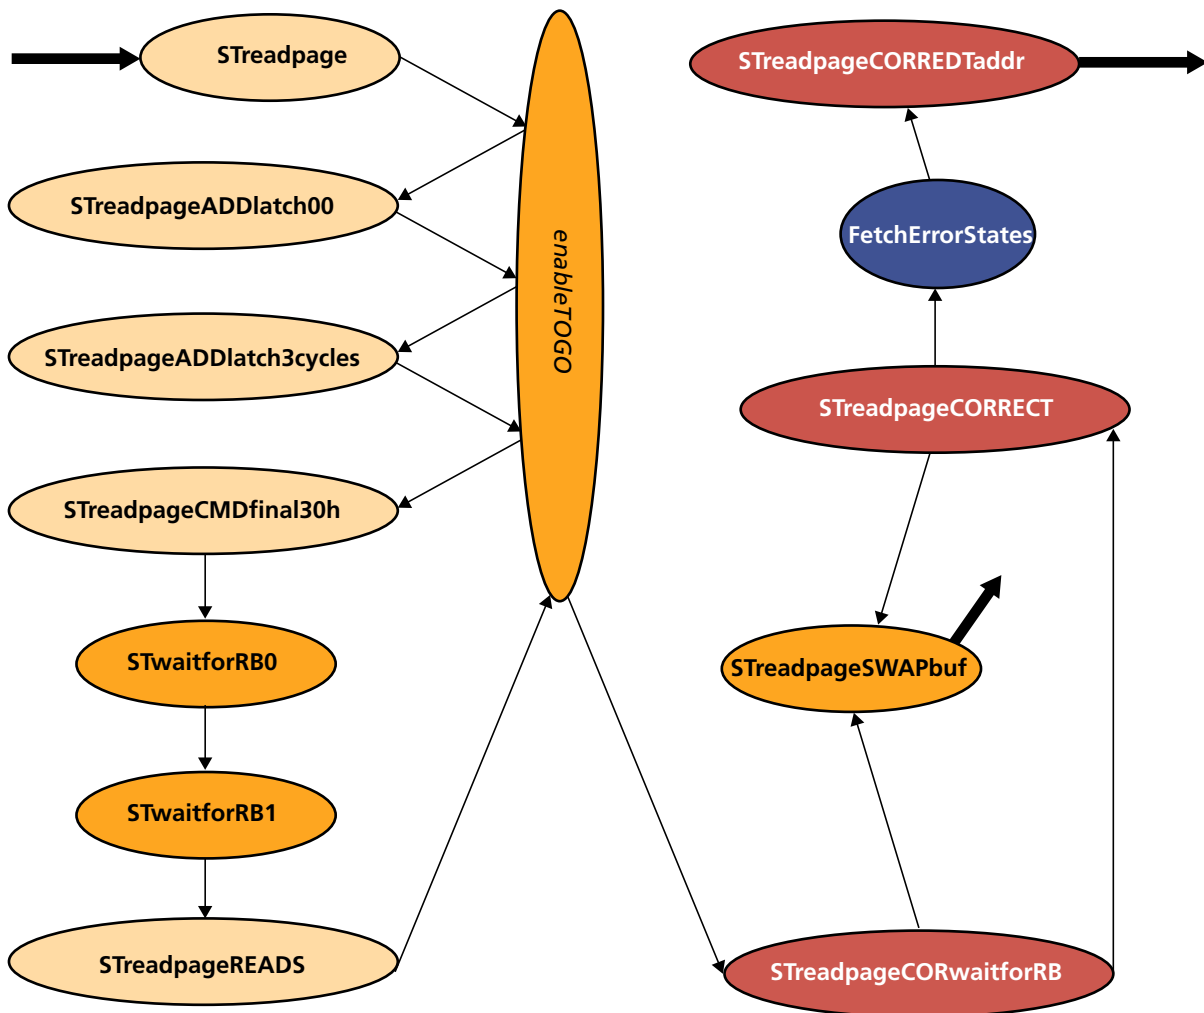 STreadpage
STreadpageADDlatch00
STreadpageADDlatch3cycles
STreadpageCMDfinal30h
STwaitforRB0
STwaitforRB1
STreadpageREADS
enableTOGO
STreadpageCORREDTaddr
FetchErrorStates
STreadpageCORRECT
STreadpageSWAPbuf
STreadpageCORwaitforRB